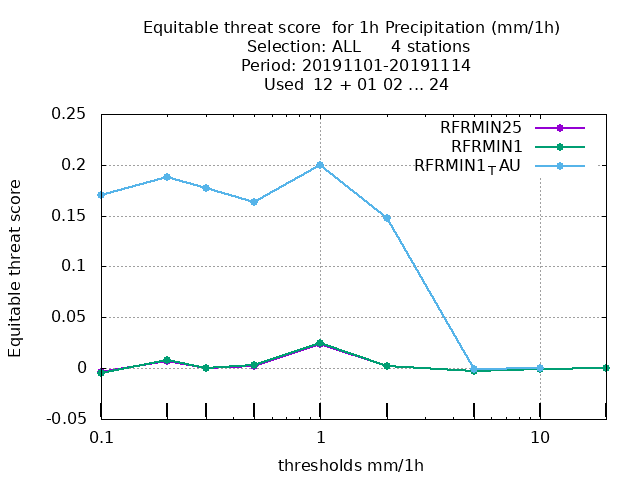 Equitable threat score  for 1h Precipitation (mm/1h)
Selection: ALL      4 stations
Period: 20191101-20191114
Used  12 + 01 02 ... 24
RFRMIN25
RFRMIN1
RFRMIN1TAU
0.25
0.2
0.15
0.1
0.05
0
-0.05
Equitable threat score
0.1 1 10
thresholds mm/1h